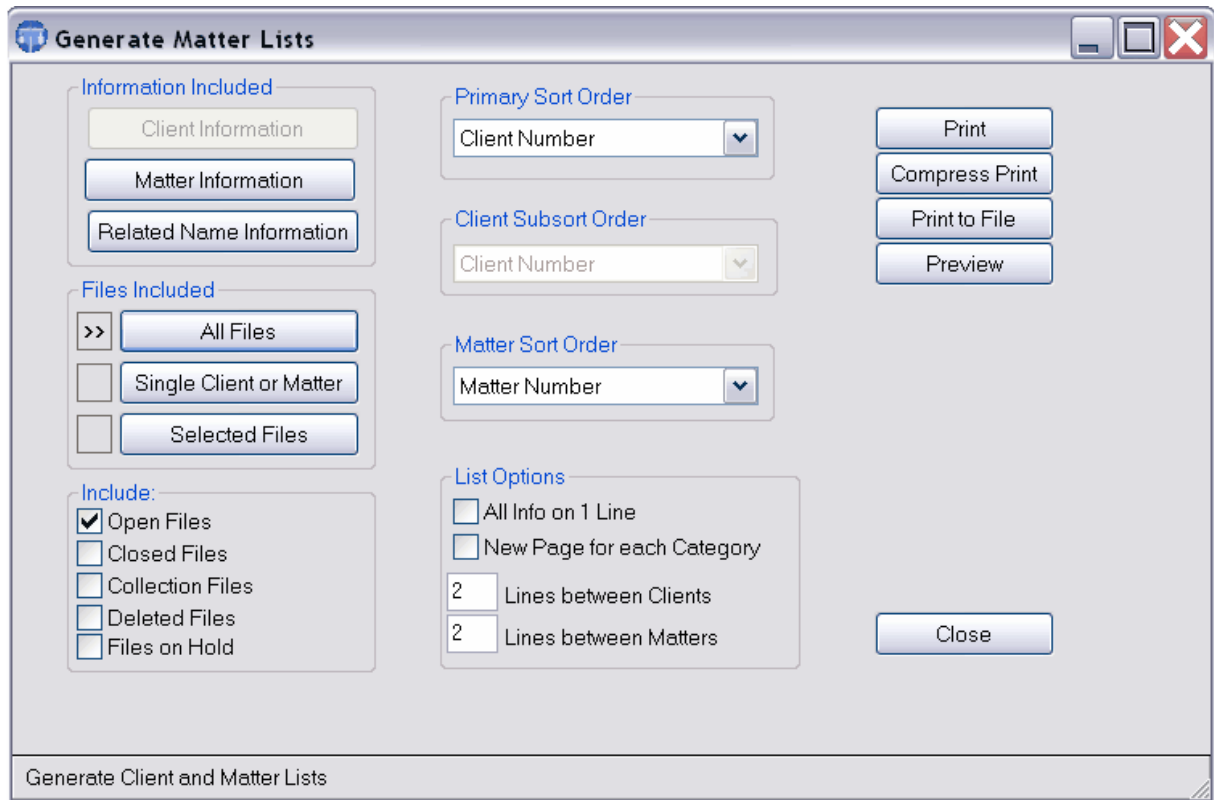 Generate Matter Lists
Information Included
Client Information
Matter Information
Related Name Information
Files Included
>> All Files
Single Client or Matter
Selected Files
Include:
Open Files
Closed Files
Collection Files
Deleted Files
Files on Hold
Primary Sort Order
Client Number
Client Subsort Order
Client Number
Matter Sort Order
Matter Number
List Options
All Info on 1 Line
New Page for each Category
2 Lines between Clients
2 Lines between Matters
Print
Compress Print
Print to File
Preview
Close
Generate Client and Matter Lists